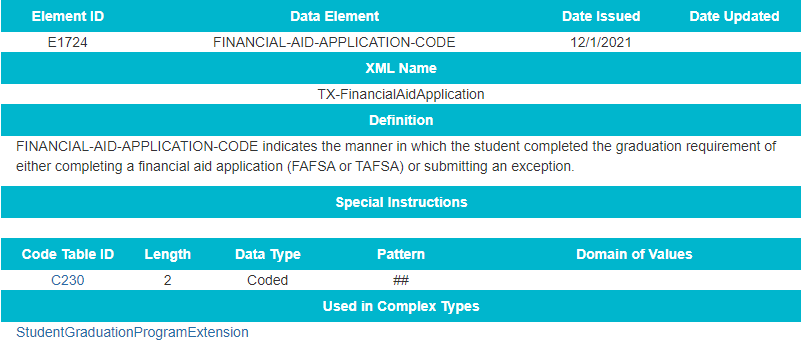 Element ID Data Element Date Issued Date Updated
E1724 FINANCIAL-AID-APPLICATION-CODE 12/1/2021
XML Name
TX-FinancialAidApplication
Definition
FINANCIAL-AID-APPLICATION-CODE indicates the manner in which the student completed the graduation requirement of
either completing a financial aid application (FAFSA or TAFSA) or submitting an exception.
Special Instructions
Code Table ID Length Data Type Pattern Domain of Values
C230 2 Coded ##
Used in Complex Types
StudentGraduationProgramExtension